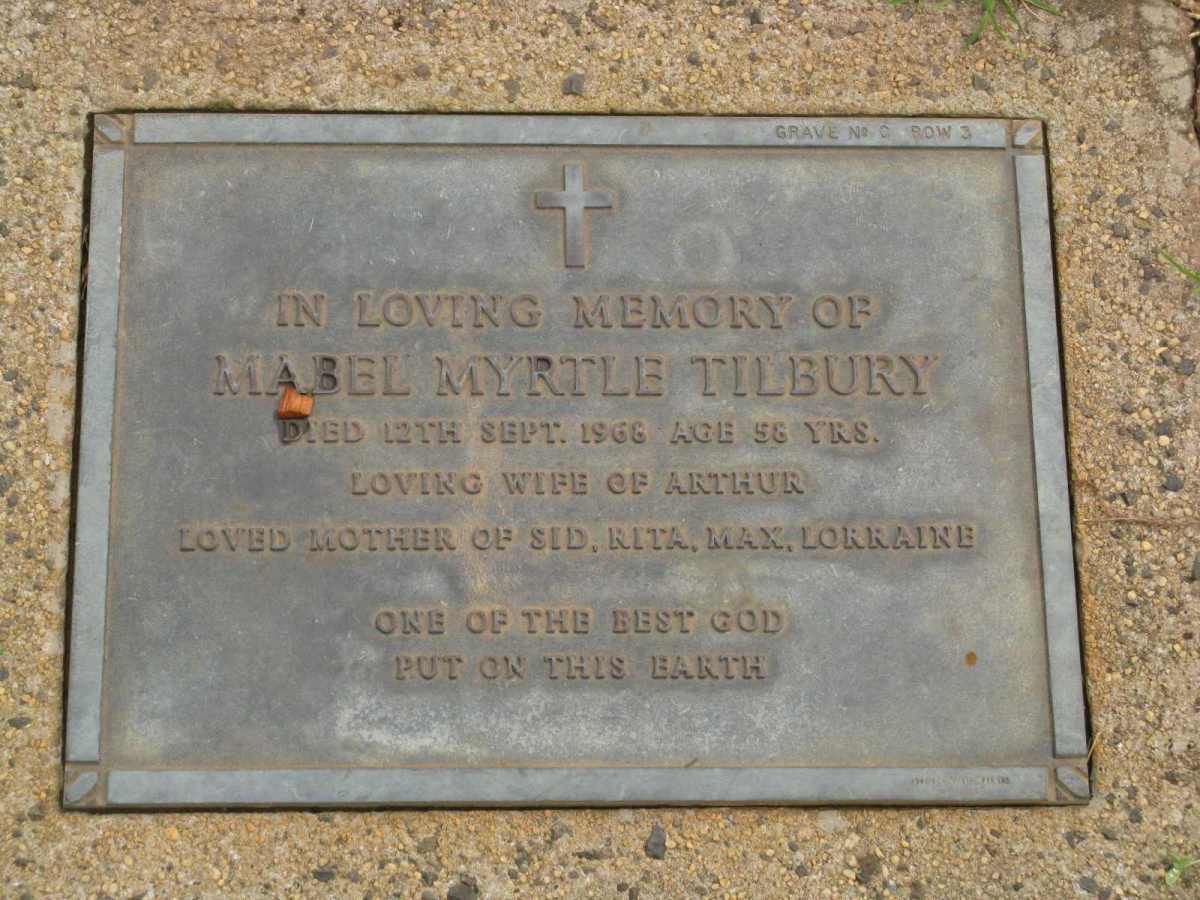 GRAVE No C ROW 3
IN LOVING MEMORY OF
MABEL MYRTLE TILBURY
DIED 12TH SEPT. 1968 AGE 58 YRS.
LOVING WIFE OF ARTHUR
LOVED MOTHER OF SID, RITA, MAX, LORRAINE
ONE OF THE BEST GOD
PUT ON THIS EARTH